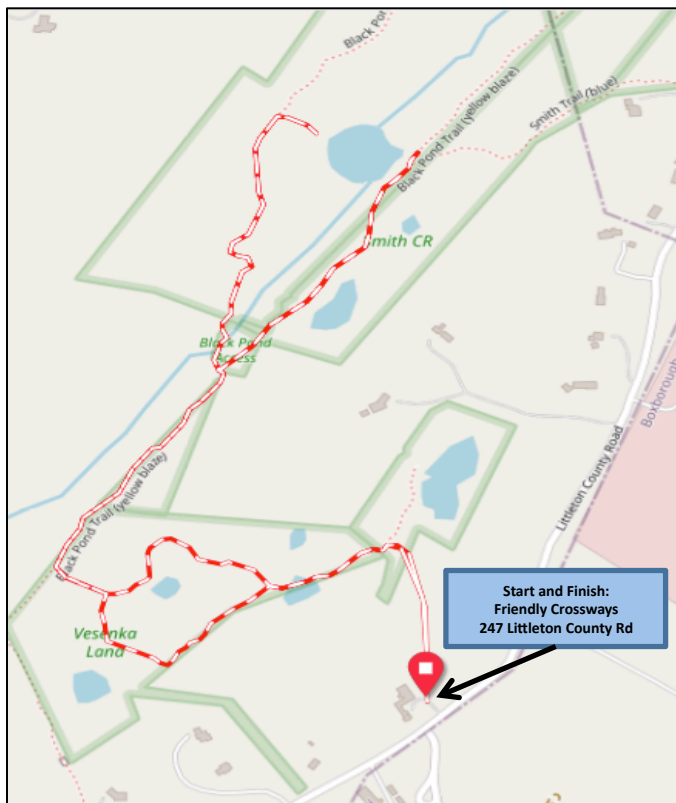 Black Po
Smith Trail (blue)
Black Pond Trail (yellow blaze)
Smith CR
Black Pond
Access
Boxborough
Littleton County Road
Black Pond Trail (yellow blaze)
Start and Finish:
Friendly Crossways
247 Littleton County Rd
Vesenka
Land